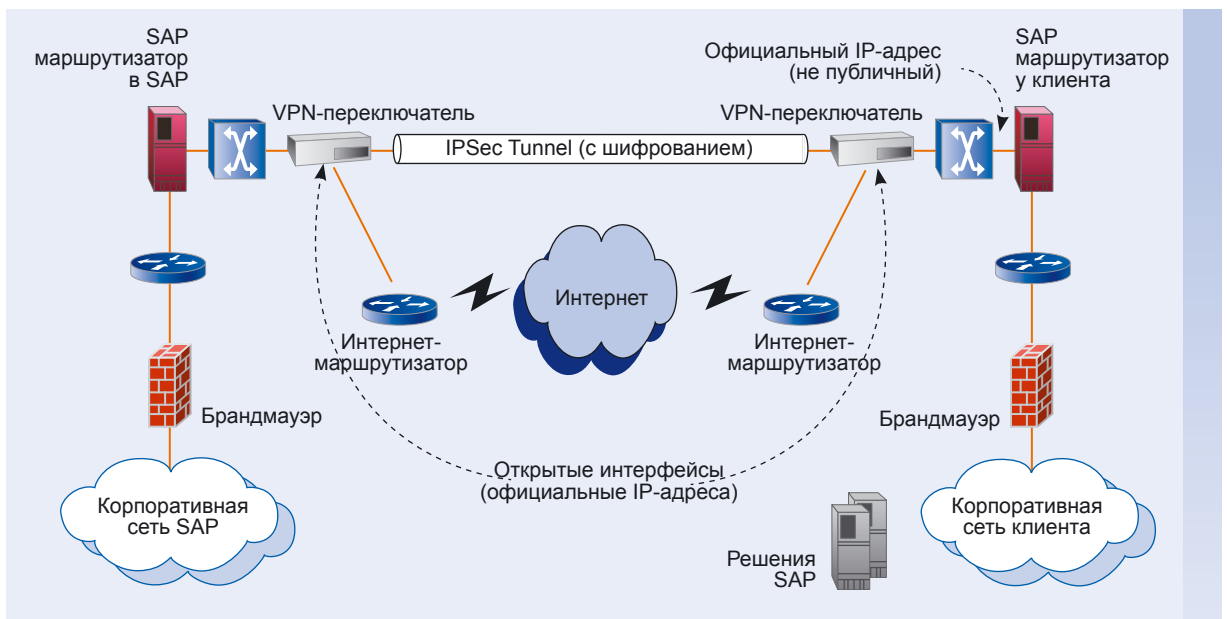 SAP
маршрутизатор
в SAP
Официальный IP-адрес
(не публичный)
SAP
маршрутизатор
у клиента
VPN-переключатель
VPN-переключатель
IPSec Tunnel (с шифрованием)
Интернет
Интернет-
маршрутизатор
Интернет-
маршрутизатор
Брандмауэр
Брандмауэр
Открытые интерфейсы
(официальные IP-адреса)
Корпоративная
сеть SAP
Корпоративная
сеть клиента
Решения
SAP